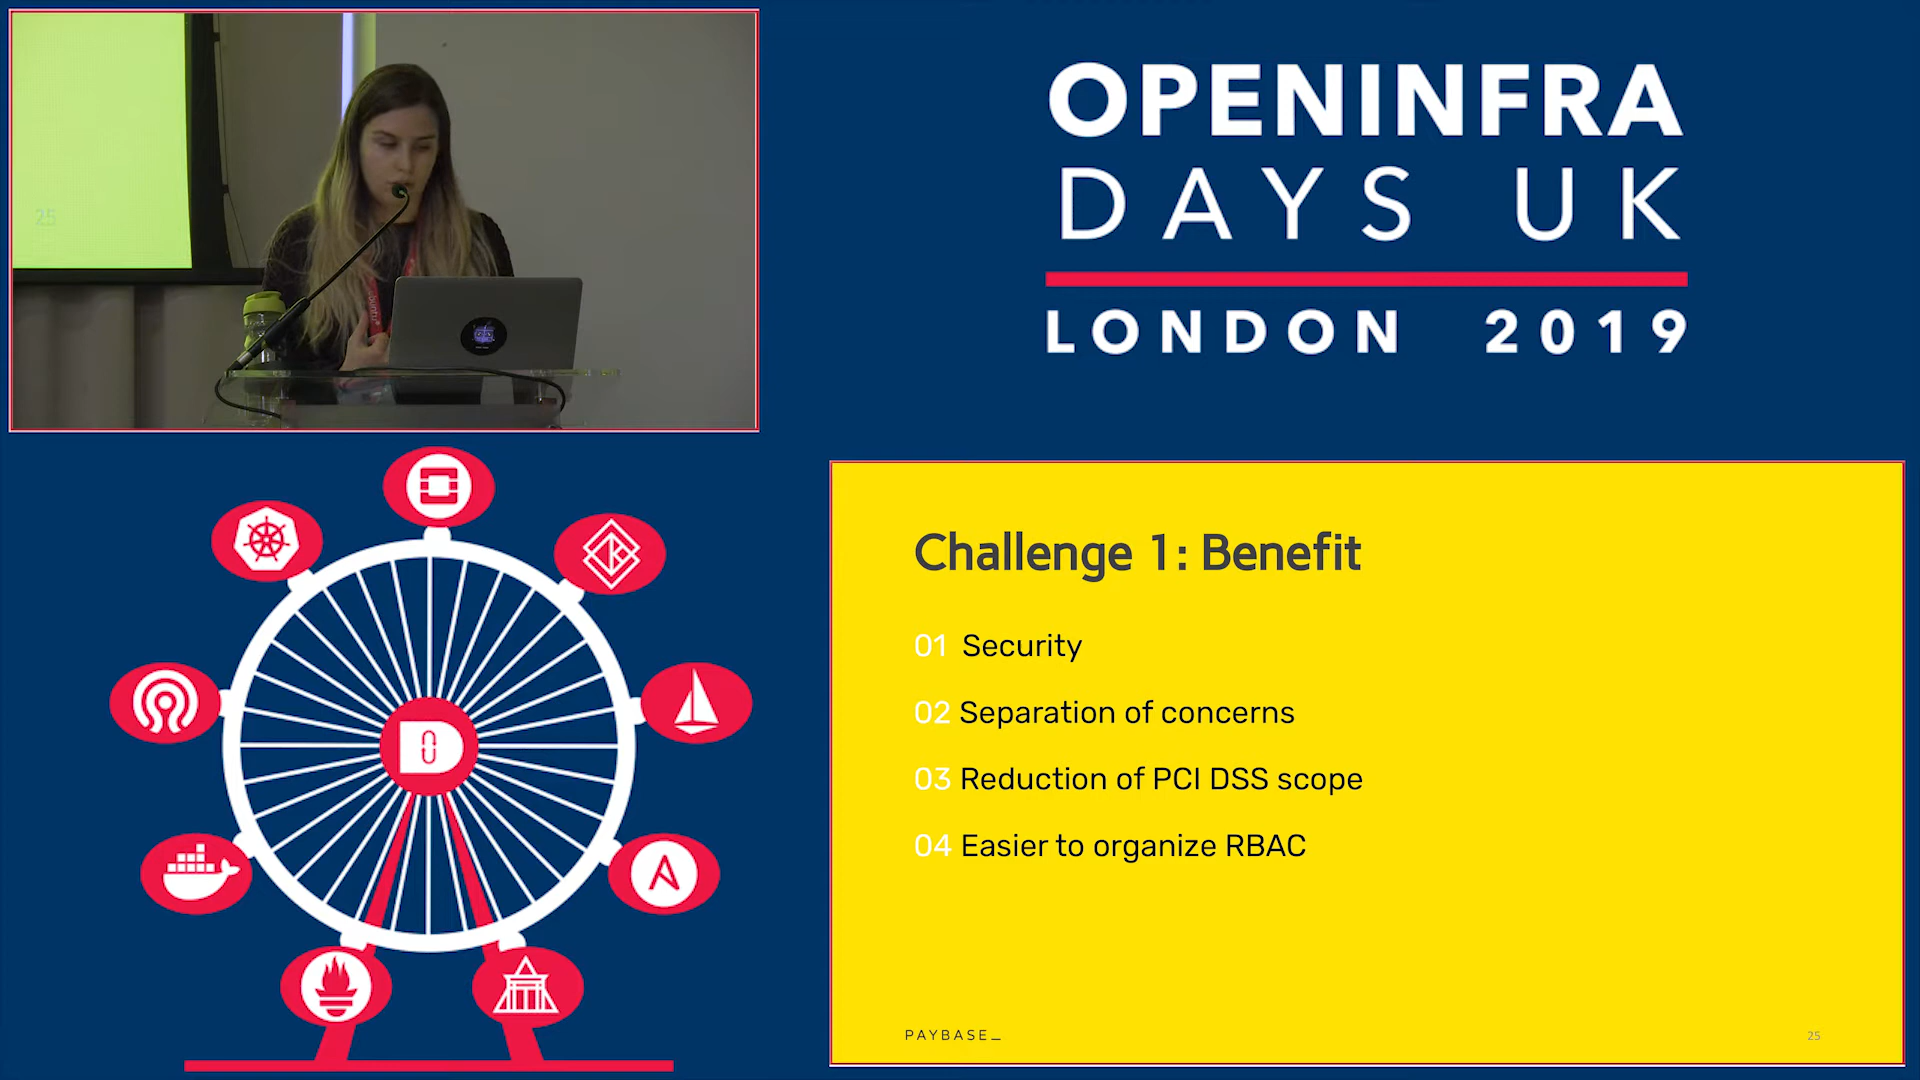 25
OPENINFRA
DAYS UK
LONDON 2019
Challenge 1: Benefit
01 Security
02 Separation of concerns
03 Reduction of PCI DSS scope
04 Easier to organize RBAC
PAYBASE_
25